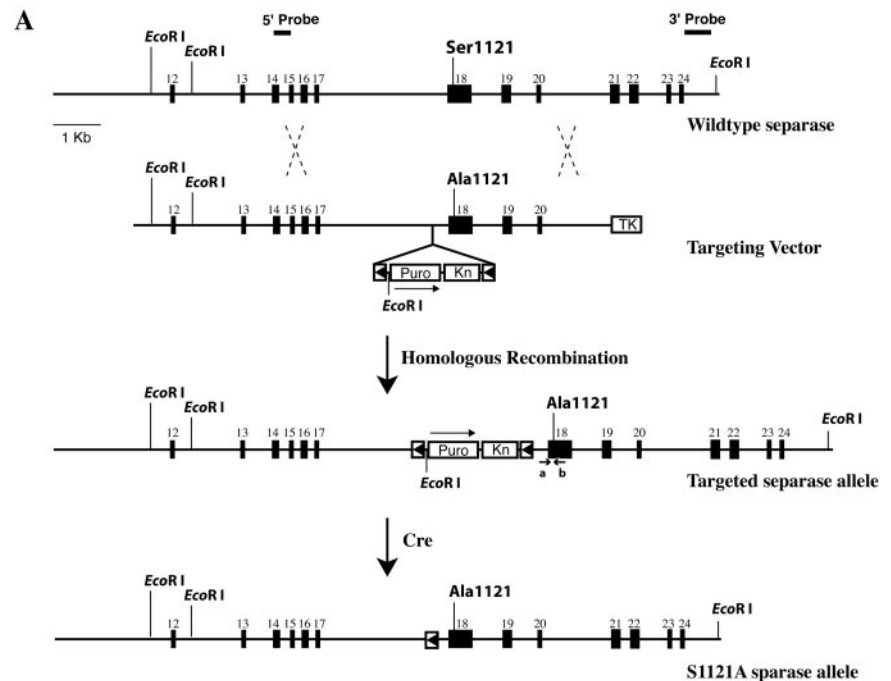 A
5' Probe
3' Probe
EcoR I
EcoR I
Ser1121
EcoR I
12 13 14 15 16 17 18 19 20 21 22 23 24
1 Kb
Wildtype separase
EcoR I
EcoR I
Ala1121
12 13 14 15 16 17 18 19 20
TK
Targeting Vector
Puro Kn
EcoR I
Homologous Recombination
EcoR I
EcoR I
Ala1121
EcoR I
12 13 14 15 16 17 18 19 20 21 22 23 24
Puro Kn
a b
EcoR I
Targeted separase allele
Cre
EcoR I
EcoR I
Ala1121
EcoR I
12 13 14 15 16 17 18 19 20 21 22 23 24
S1121A sparase allele